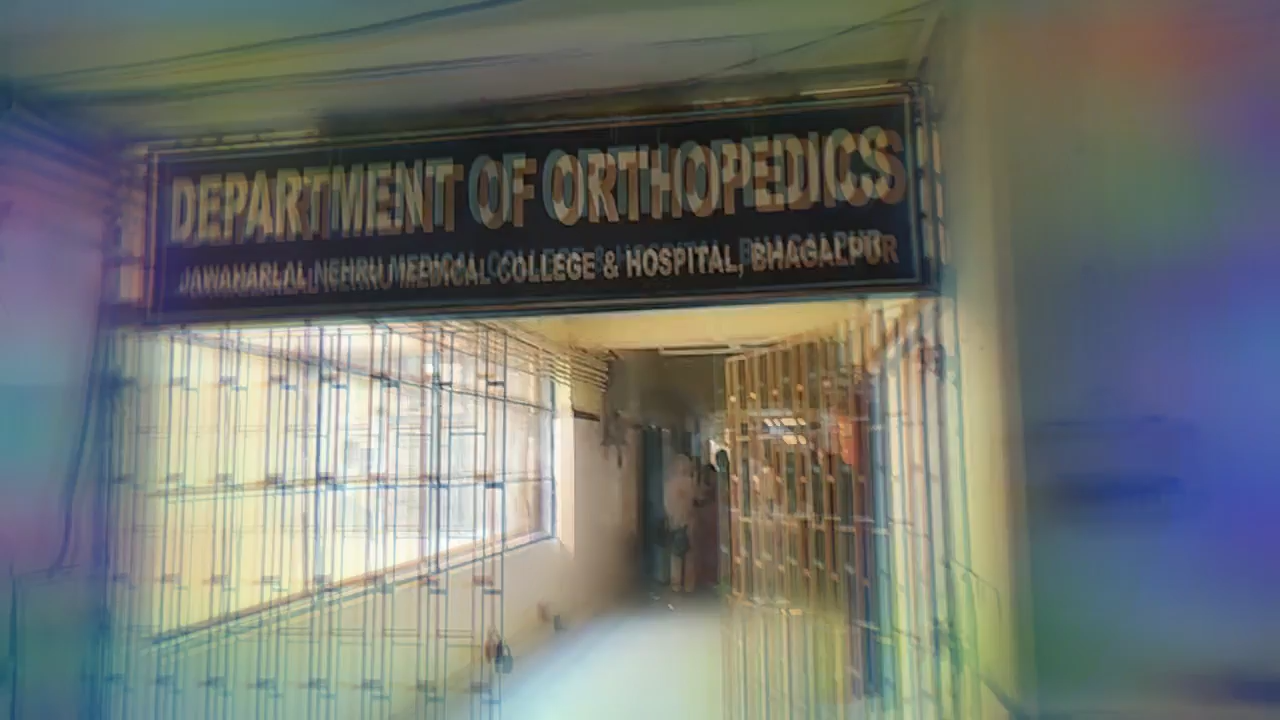 DEPARTMENT OF ORTHOPEDICS
JAWAHARLAL NEHRU MEDICAL COLLEGE & HOSPITAL, BHAGALPUR